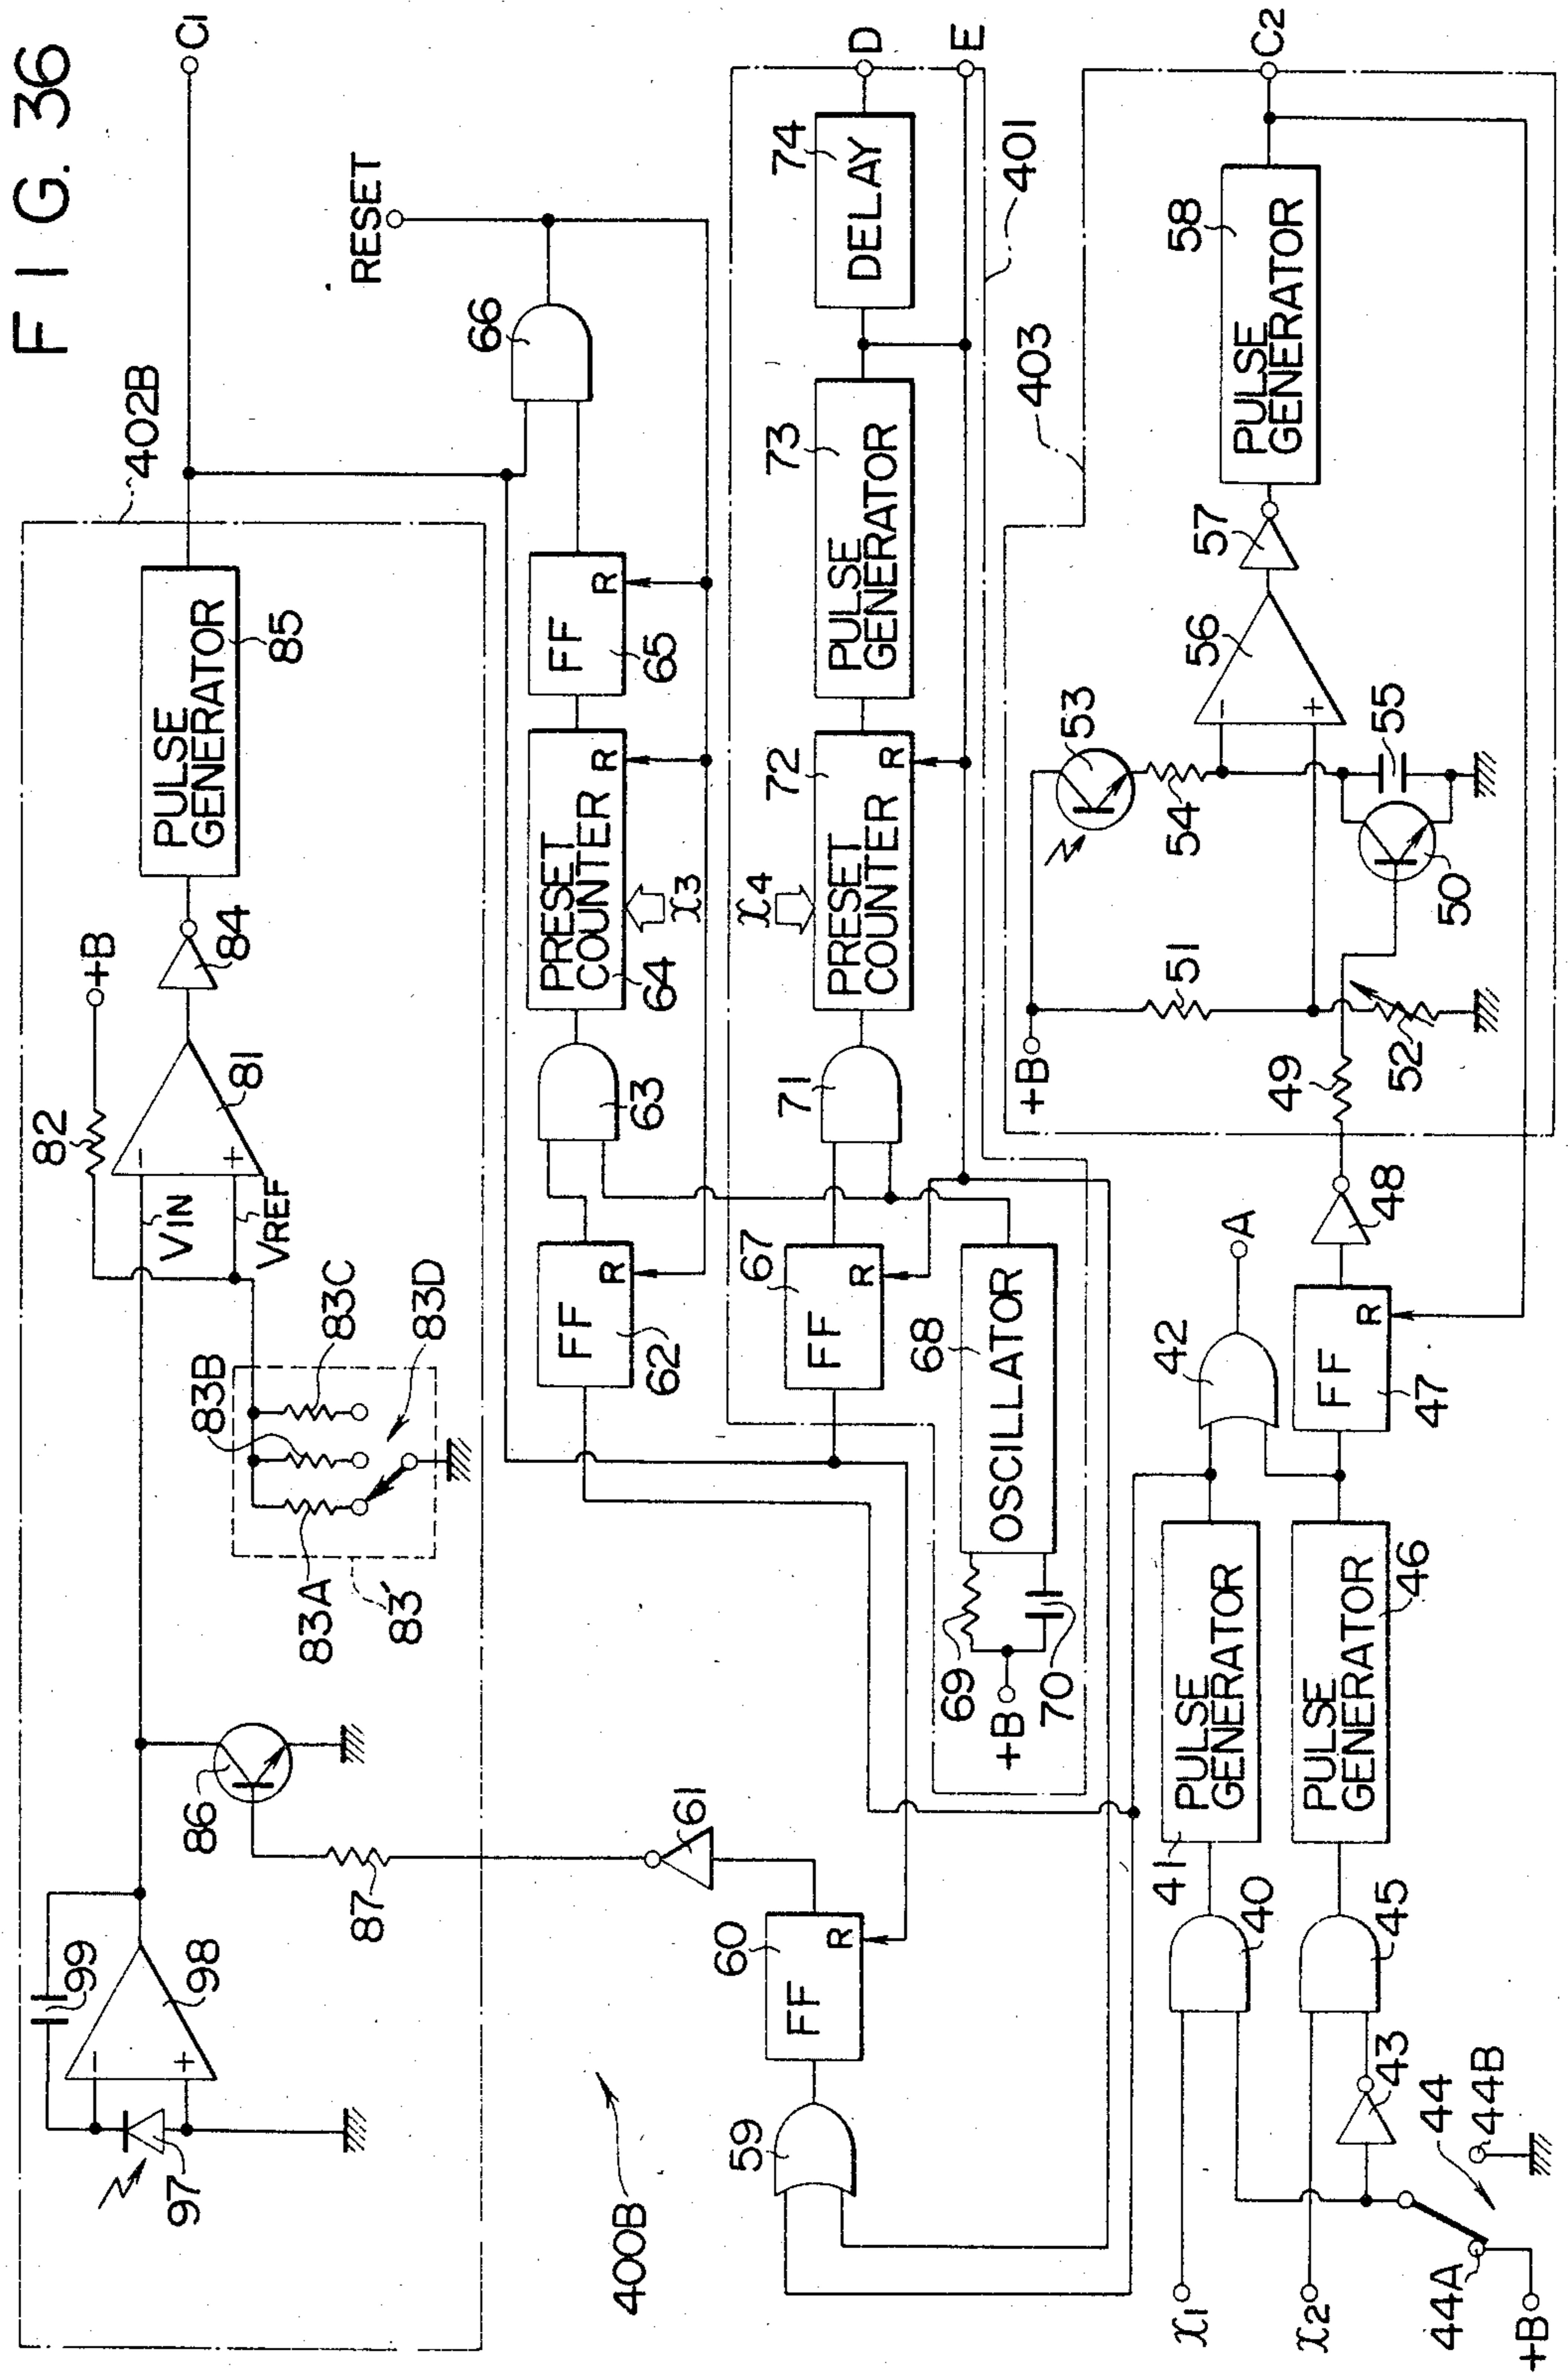 F I G. 36
402B
99
98
97
86
87
83A
83B
83C
83D
83'
82
+B
VIN
VREF
81
84
PULSE
GENERATOR
85
C1
RESET
400B
59
60
FF
R
61
62
FF
R
63
64
PRESET
COUNTER
R
X3
65
FF
R
66
67
FF
R
68
OSCILLATOR
69
70
+B
71
72
PRESET
COUNTER
R
X4
73
PULSE
GENERATOR
74
DELAY
D
E
401
403
X1
X2
44A
44
44B
+B
43
40
45
41
PULSE
GENERATOR
46
PULSE
GENERATOR
42
A
47
FF
R
48
49
+B
51
52
50
53
54
55
56
57
58
PULSE
GENERATOR
C2